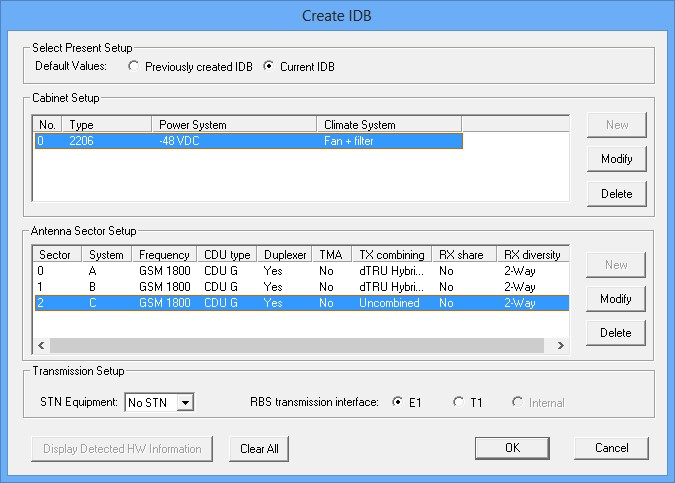 Create IDB
Select Present Setup
Default Values: Previously created IDB Current IDB
Cabinet Setup
No. Type Power System Climate System
0 2206 -48 VDC Fan + filter
New
Modify
Delete
Antenna Sector Setup
Sector System Frequency CDU type Duplexer TMA TX combining RX share RX diversity
0 A GSM 1800 CDU G Yes No dTRU Hybri... No 2-Way
1 B GSM 1800 CDU G Yes No dTRU Hybri... No 2-Way
2 C GSM 1800 CDU G Yes No Uncombined No 2-Way
New
Modify
Delete
Transmission Setup
STN Equipment: No STN RBS transmission interface: E1 T1 Internal
Display Detected HW Information Clear All OK Cancel